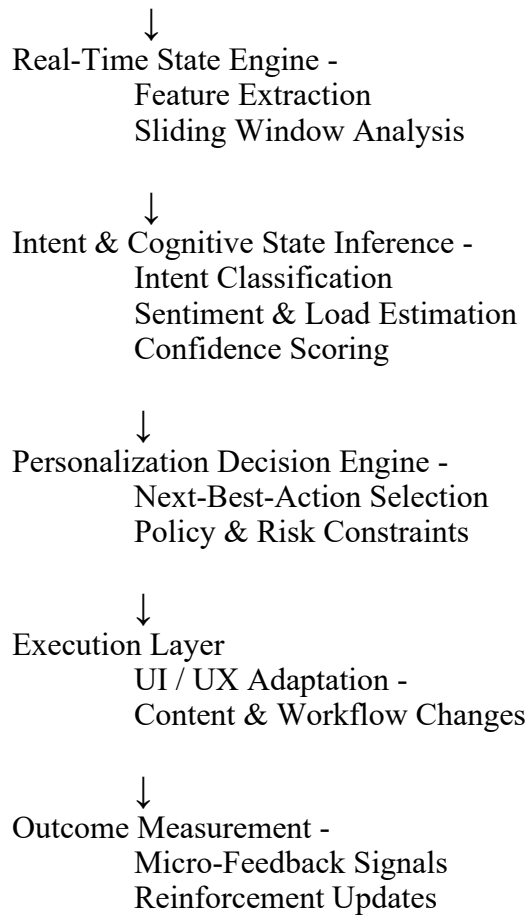 ↓
Real-Time State Engine -
Feature Extraction
Sliding Window Analysis
↓
Intent & Cognitive State Inference -
Intent Classification
Sentiment & Load Estimation
Confidence Scoring
↓
Personalization Decision Engine -
Next-Best-Action Selection
Policy & Risk Constraints
↓
Execution Layer
UI / UX Adaptation -
Content & Workflow Changes
↓
Outcome Measurement -
Micro-Feedback Signals
Reinforcement Updates